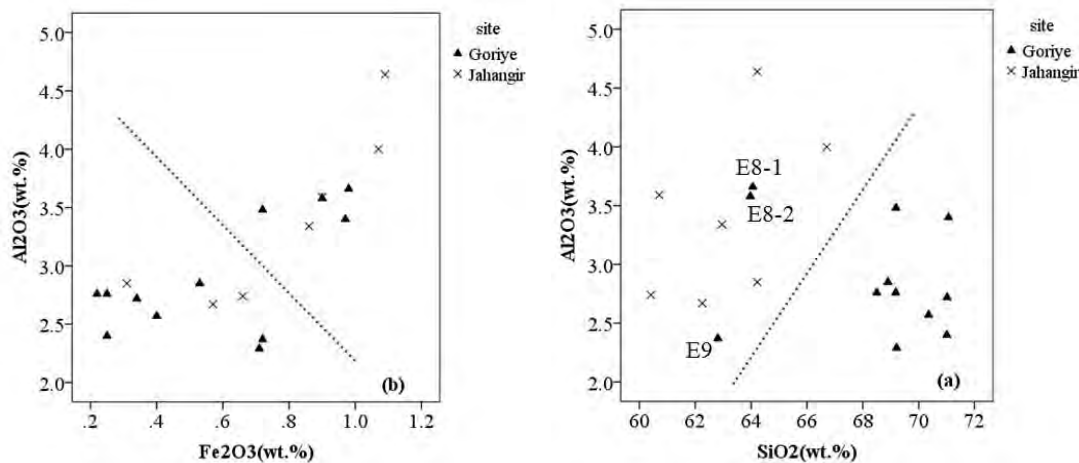 site
Goriye
Jahangir
5.0
4.5
4.0
3.5
3.0
2.5
2.0
Al2O3(wt.%)
.2 .4 .6 .8 1.0 1.2
Fe2O3(wt.%)
(b)
site
Goriye
Jahangir
5.0
4.5
4.0
3.5
3.0
2.5
2.0
Al2O3(wt.%)
E8-1
E8-2
E9
60 62 64 66 68 70 72
SiO2(wt.%)
(a)